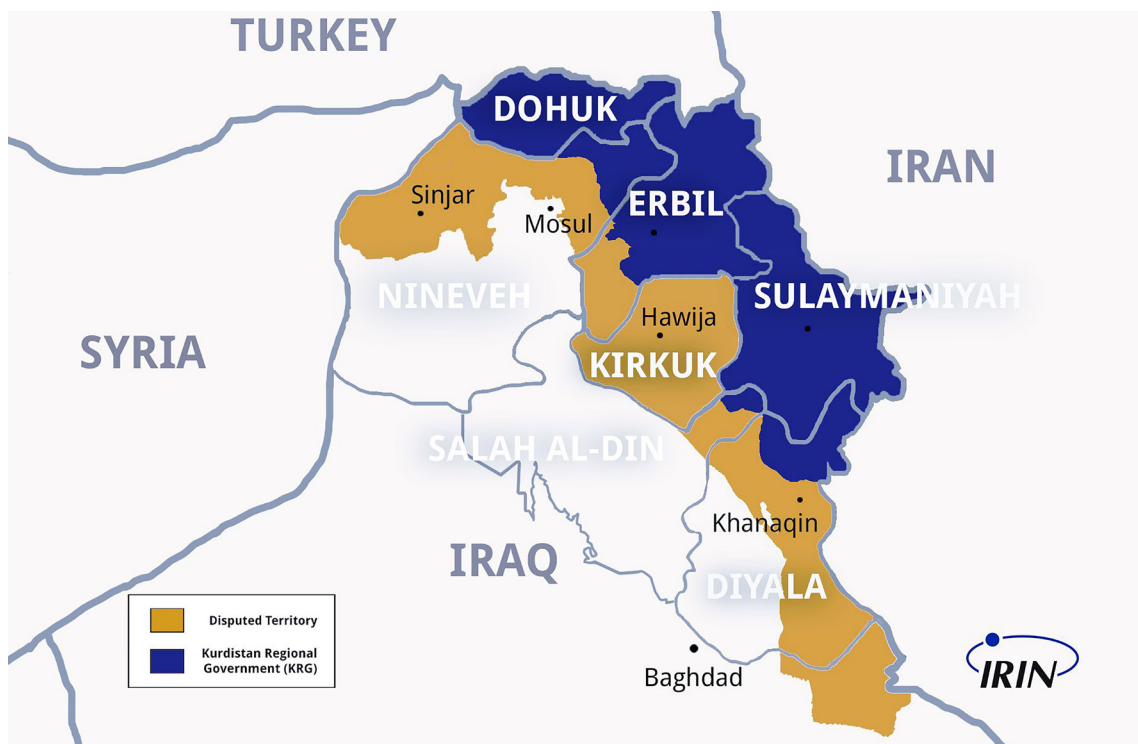 TURKEY
DOHUK
IRAN
Sinjar
ERBIL
Mosul
NINEVEH
SULAYMANIYAH
Hawija
SYRIA
KIRKUK
SALAH AL-DIN
Khanaqin
IRAQ
DIYALA
Disputed Territory
Kurdistan Regional
Government (KRG)
Baghdad
IRIN